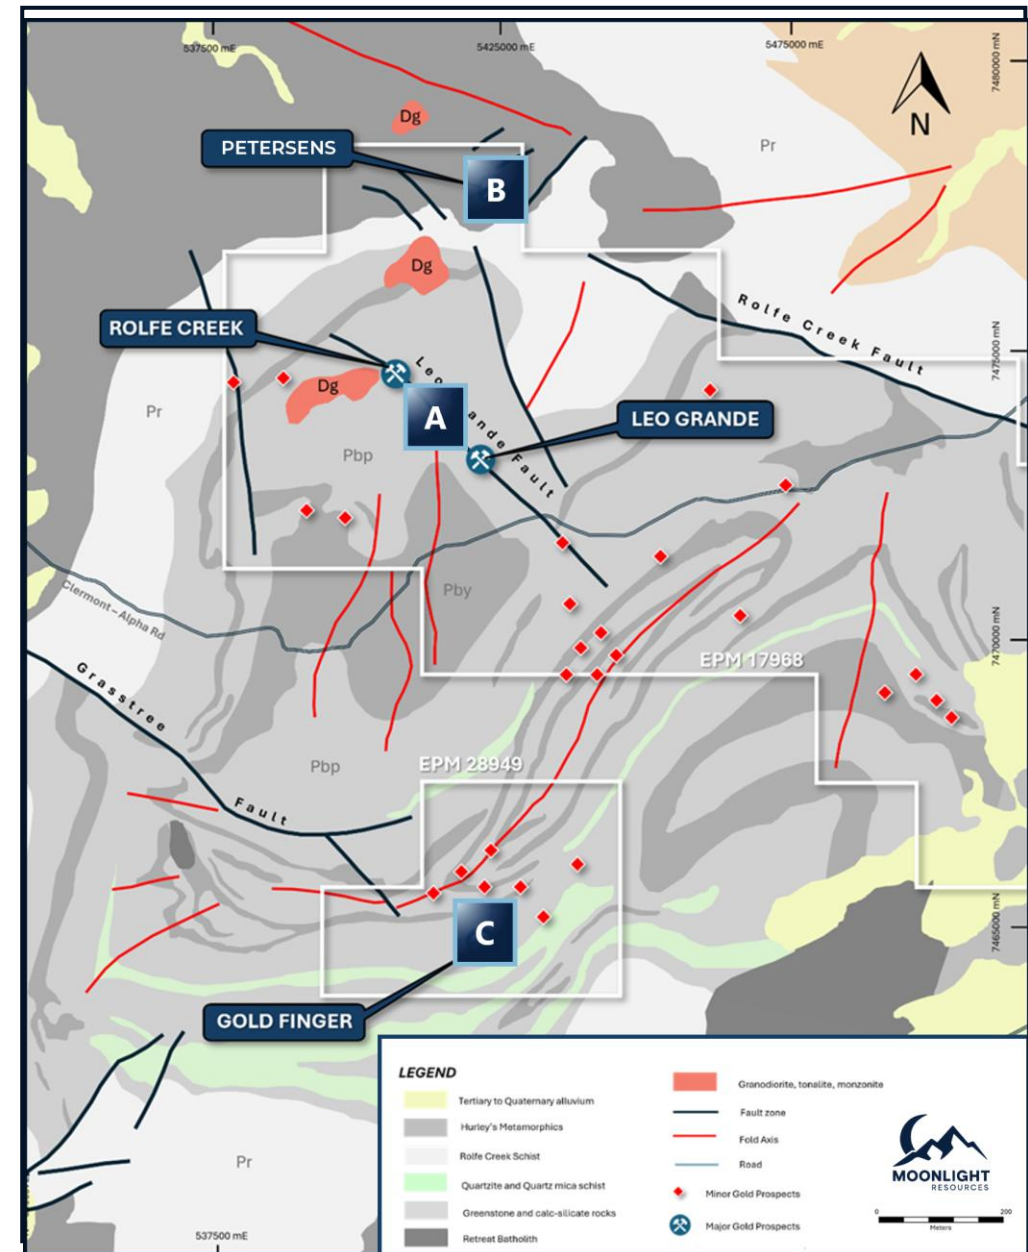 537500 mE
5425000 mE
5475000 mE
7480000 mN
N
Dg
PETERSENS
B
Pr
Dg
ROLFE CREEK
Rolfe Creek Fault
7475000 mN
Dg
Leo Grande Fault
A
LEO GRANDE
Pr
Pbp
Clermont – Alpha Rd
Pby
7470000 mN
EPM 17968
Grasstree Fault
Pbp
EPM 28949
C
7465000 mN
GOLD FINGER
Pr
537500 mE
LEGEND
Tertiary to Quaternary alluvium
Hurley's Metamorphics
Rolfe Creek Schist
Quartzite and Quartz mica schist
Greenstone and calc-silicate rocks
Retreat Batholith
Granodiorite, tonalite, monzonite
Fault zone
Fold Axis
Road
Minor Gold Prospects
Major Gold Prospects
MOONLIGHT
RESOURCES
0 200
Meters